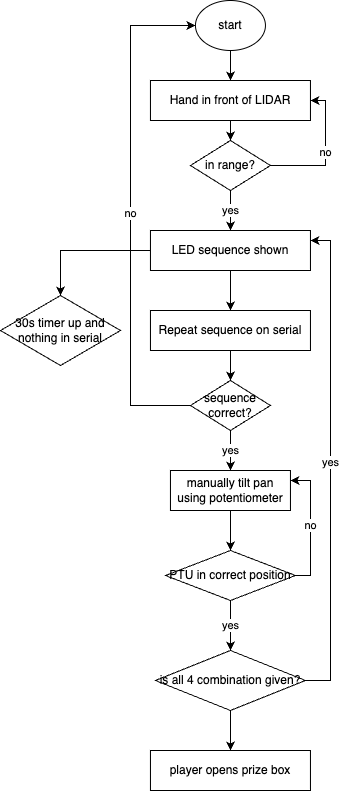 start
Hand in front of LIDAR
no
in range?
no
yes
LED sequence shown
30s timer up and
nothing in serial
Repeat sequence on serial
sequence
correct?
yes
yes
manually tilt pan
using potentiometer
no
PTU in correct position
yes
is all 4 combination given?
player opens prize box